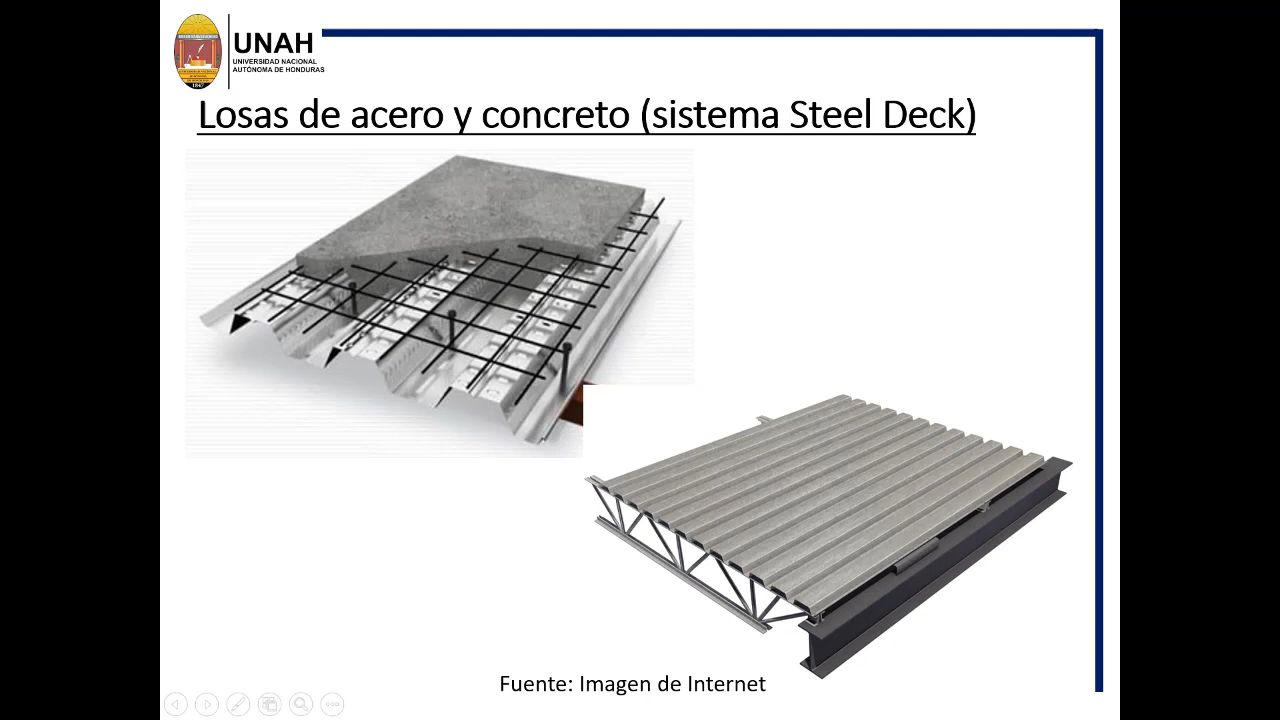 UNAH
UNIVERSIDAD NACIONAL
AUTÓNOMA DE HONDURAS
Losas de acero y concreto (sistema Steel Deck)
Fuente: Imagen de Internet